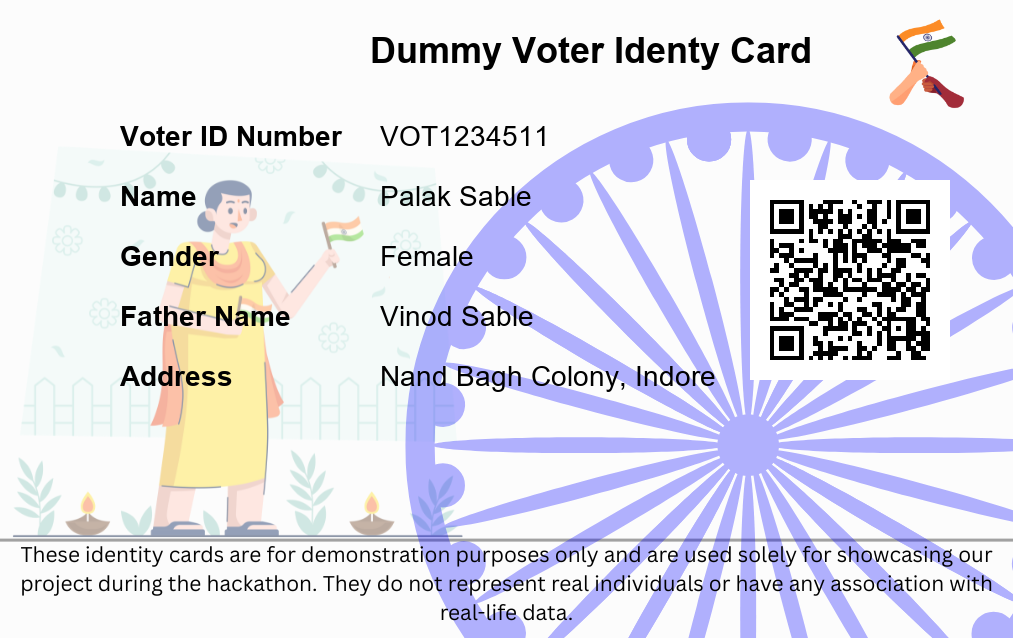 Dummy Voter Identy Card
Voter ID Number VOT1234511
Name Palak Sable
Gender Female
Father Name Vinod Sable
Address Nand Bagh Colony, Indore
These identity cards are for demonstration purposes only and are used solely for showcasing our
project during the hackathon. They do not represent real individuals or have any association with
real-life data.